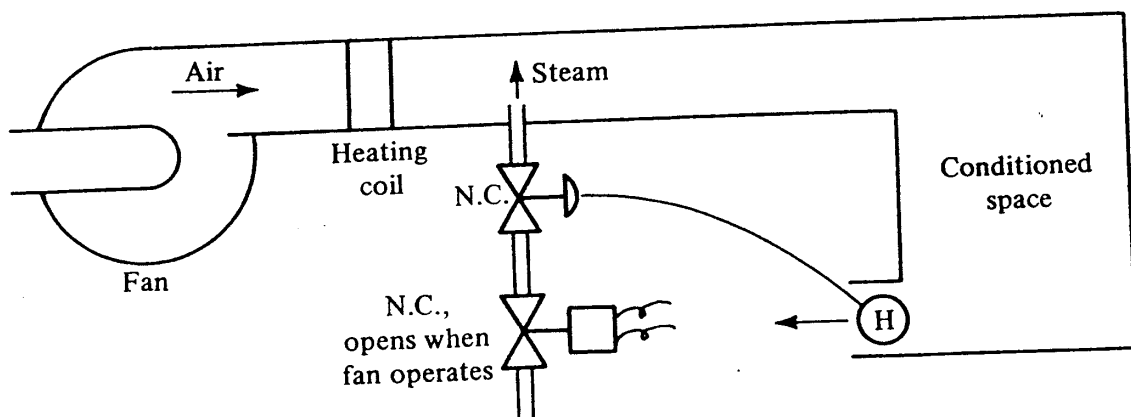 Air
Steam
Heating
coil
Conditioned
space
N.C.
Fan
N.C.,
opens when
fan operates
H